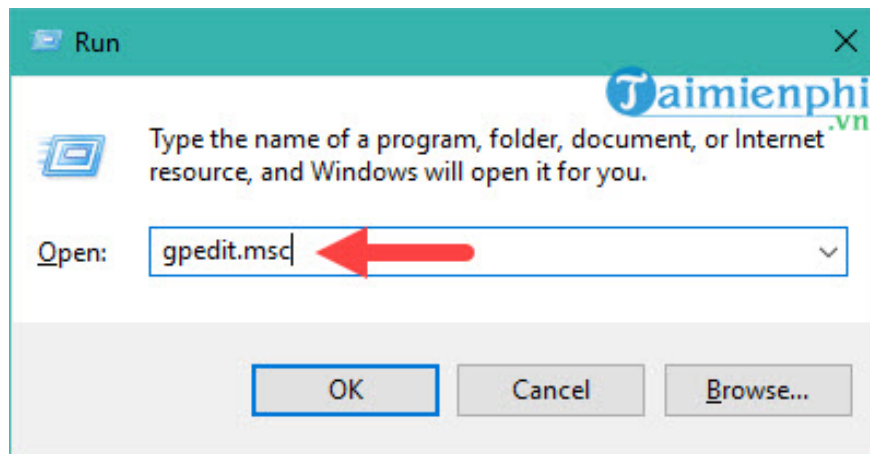 Run
Taimienphi
.vn
Type the name of a program, folder, document, or Internet
resource, and Windows will open it for you.
Open: gpedit.msc
OK Cancel Browse...